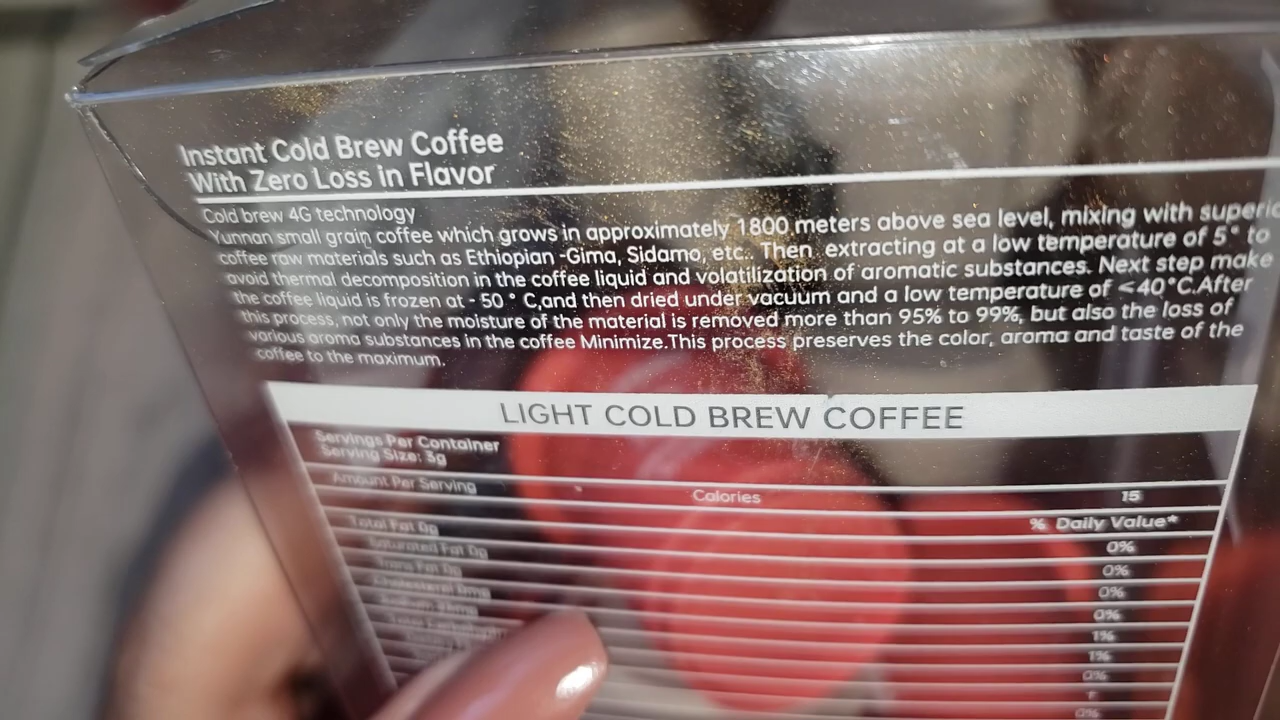 Instant Cold Brew Coffee
With Zero Loss in Flavor
Cold brew 4G technology
Yunnan small grain coffee which grows in approximately 1800 meters above sea level, mixing with superio
coffee raw materials such as Ethiopian -Gima, Sidamo, etc.. Then extracting at a low temperature of 5° to
avoid thermal decomposition in the coffee liquid and volatilization of aromatic substances. Next step make
the coffee liquid is frozen at - 50 ° C,and then dried under vacuum and a low temperature of <40°C.After
this process, not only the moisture of the material is removed more than 95% to 99%, but also the loss of
various aroma substances in the coffee Minimize.This process preserves the color, aroma and taste of the
coffee to the maximum.
LIGHT COLD BREW COFFEE
Servings Per Container
Serving Size: 3g
Amount Per Serving Calories 15
% Daily Value*
Total Fat 0g 0%
Saturated Fat 0g 0%
Trans Fat 0g 0%
Cholesterol 0mg 0%
1%
1%
0%
0%